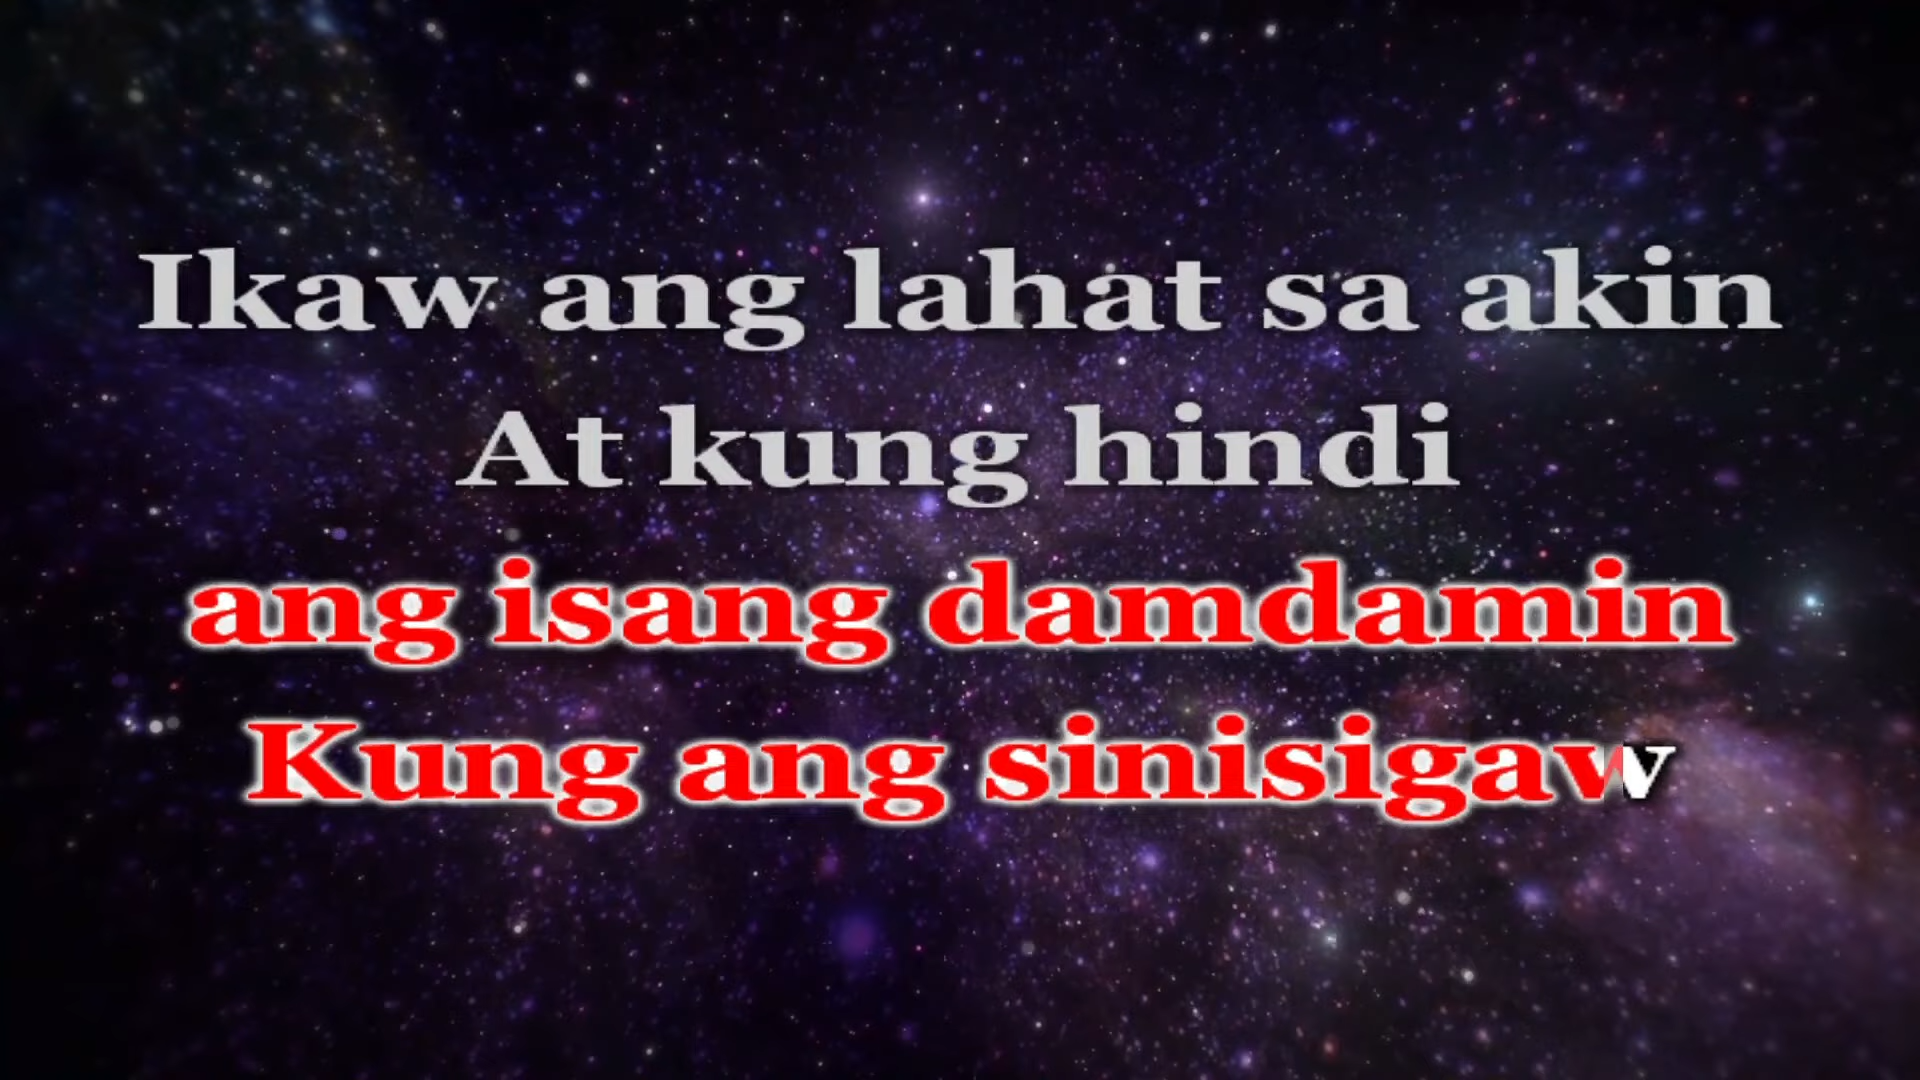 Ikaw ang lahat sa akin
At kung hindi
ang isang damdamin
Kung ang sinisigaw